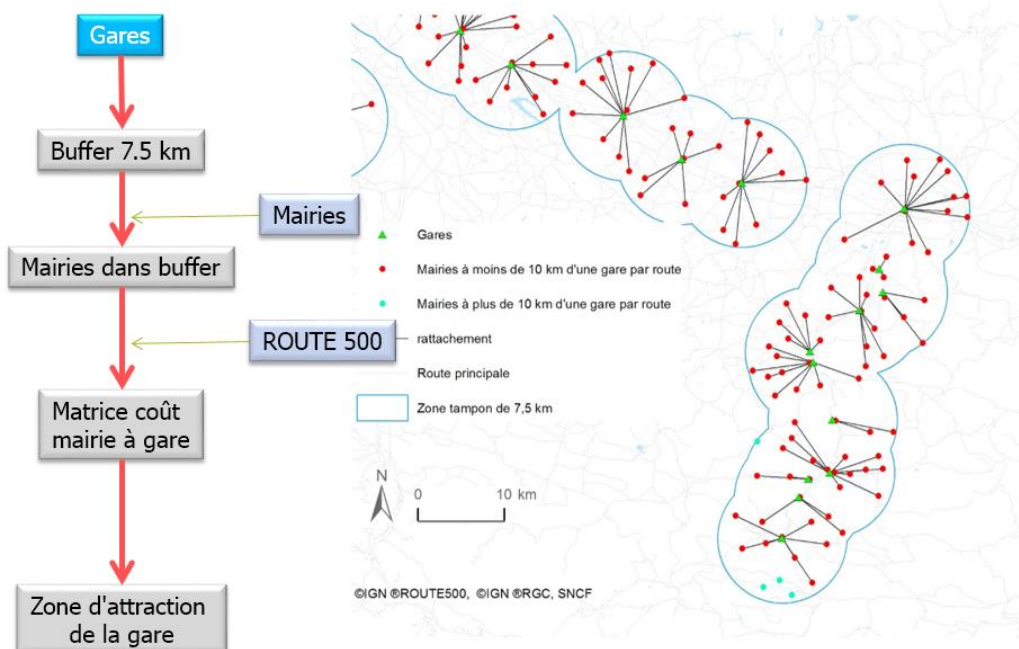 Gares
Buffer 7.5 km
Mairies
Mairies dans buffer
ROUTE 500
Matrice coût
mairie à gare
Zone d'attraction
de la gare
Gares
Mairies à moins de 10 km d'une gare par route
Mairies à plus de 10 km d'une gare par route
rattachement
Route principale
Zone tampon de 7,5 km
N
0 10 km
©IGN ®ROUTE500, ©IGN ®RGC, SNCF